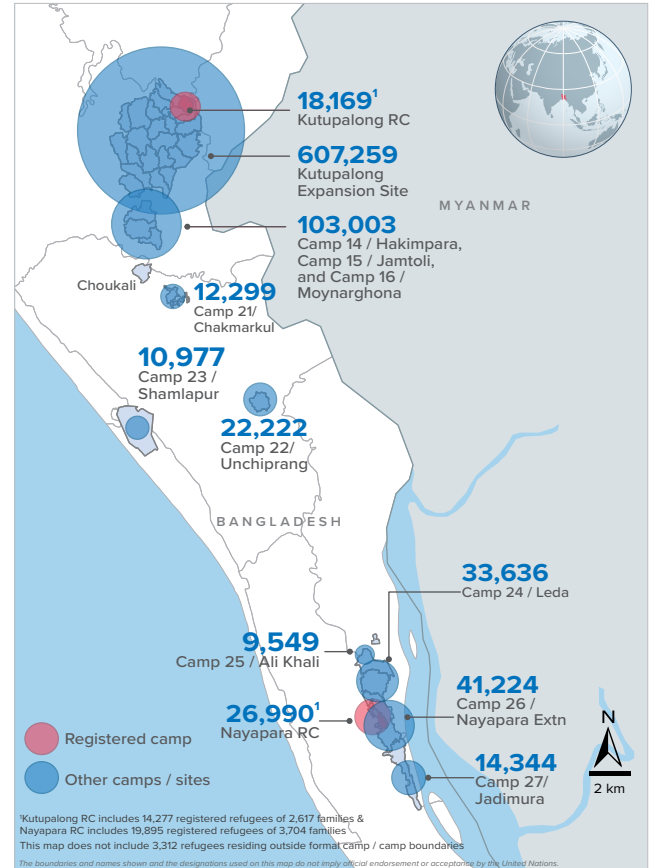 18,169¹
Kutupalong RC
607,259
Kutupalong
Expansion Site
MYANMAR
103,003
Camp 14 / Hakimpara,
Camp 15 / Jamtoli,
and Camp 16 /
Moynarghona
Choukali
12,299
Camp 21/
Chakmarkul
10,977
Camp 23 /
Shamlapur
22,222
Camp 22/
Unchiprang
BANGLADESH
33,636
Camp 24 / Leda
9,549
Camp 25 / Ali Khali
41,224
Camp 26 /
Nayapara Extn
26,990¹
Nayapara RC
14,344
Camp 27/
Jadimura
N
2 km
Registered camp
Other camps / sites
¹Kutupalong RC includes 14,277 registered refugees of 2,617 families &
Nayapara RC includes 19,895 registered refugees of 3,704 families
This map does not include 3,312 refugees residing outside formal camp / camp boundaries
The boundaries and names shown and the designations used on this map do not imply official endorsement or acceptance by the United Nations.